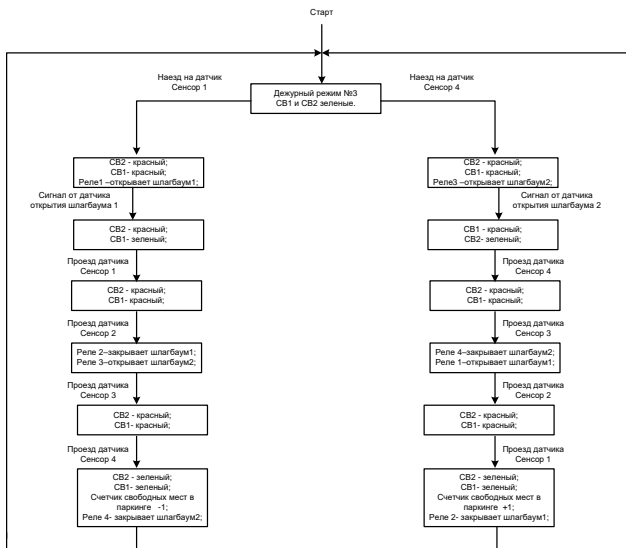 Старт
Наезд на датчик
Сенсор 1
Наезд на датчик
Сенсор 4
Дежурный режим №3
СВ1 и СВ2 зеленые.
СВ2 - красный;
СВ1- красный;
Реле1 –открывает шлагбаум1;
СВ2 - красный;
СВ1- красный;
Реле3 –открывает шлагбаум2;
Сигнал от датчика
открытия шлагбаума 1
Сигнал от датчика
открытия шлагбаума 2
СВ2 - красный;
СВ1- зеленый;
СВ1 - красный;
СВ2- зеленый;
Проезд датчика
Сенсор 1
Проезд датчика
Сенсор 4
СВ2 - красный;
СВ1- красный;
СВ2 - красный;
СВ1- красный;
Проезд датчика
Сенсор 2
Проезд датчика
Сенсор 3
Реле 2–закрывает шлагбаум1;
Реле 3–открывает шлагбаум2;
Реле 4–закрывает шлагбаум2;
Реле 1–открывает шлагбаум1;
Проезд датчика
Сенсор 3
Проезд датчика
Сенсор 2
СВ2 - красный;
СВ1- красный;
СВ2 - красный;
СВ1- красный;
Проезд датчика
Сенсор 4
Проезд датчика
Сенсор 1
СВ2 - зеленый;
СВ1- зеленый;
Счетчик свободных мест в
паркинге -1;
Реле 4- закрывает шлагбаум2;
СВ2 - зеленый;
СВ1- зеленый;
Счетчик свободных мест в
паркинге +1;
Реле 2- закрывает шлагбаум1;